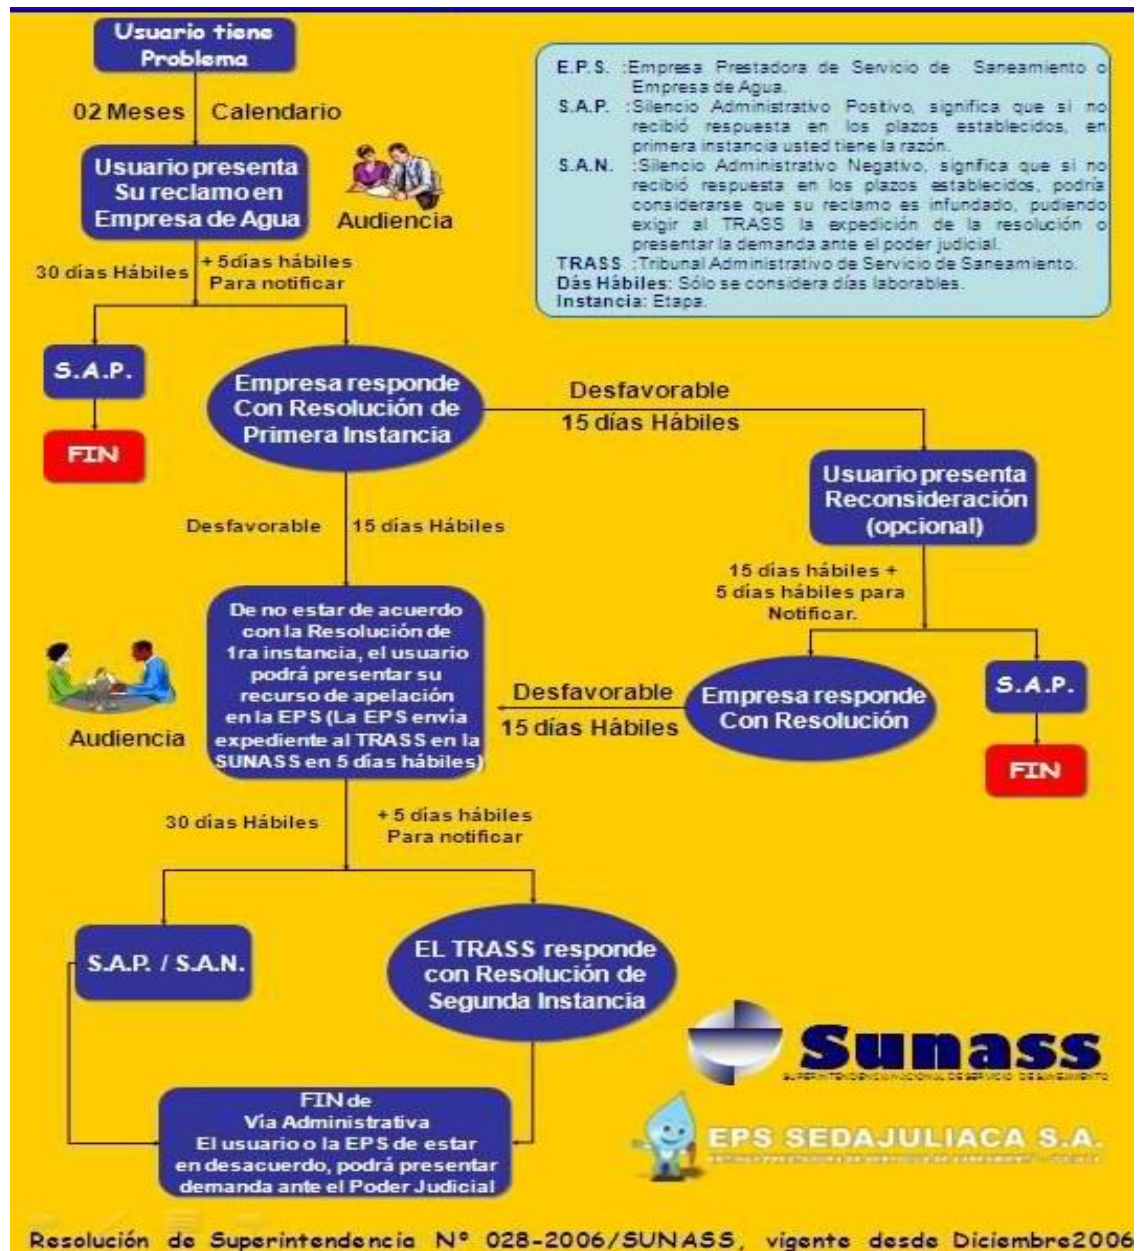 Usuario tiene
Problema
02 Meses
Calendario
Usuario presenta
Su reclamo en
Empresa de Agua
Audiencia
E.P.S. :Empresa Prestadora de Servicio de Saneamiento o
Empresa de Agua.
S.A.P. :Silencio Administrativo Positivo, significa que si no
recibió respuesta en los plazos establecidos, en
primera instancia usted tiene la razón.
S.A.N. :Silencio Administrativo Negativo, significa que si no
recibió respuesta en los plazos establecidos, podría
considerarse que su reclamo es infundado, pudiendo
exigir al TRASS la expedición de la resolución o
presentar la demanda ante el poder judicial.
TRASS :Tribunal Administrativo de Servicio de Saneamiento.
Dás Hábiles: Sólo se considera días laborables.
Instancia: Etapa.
30 días Hábiles
+ 5días hábiles
Para notificar
S.A.P.
FIN
Empresa responde
Con Resolución de
Primera Instancia
Desfavorable
15 días Hábiles
Usuario presenta
Reconsideración
(opcional)
Desfavorable
15 días Hábiles
15 días hábiles +
5 días hábiles para
Notificar.
De no estar de acuerdo
con la Resolución de
1ra instancia, el usuario
podrá presentar su
recurso de apelación
en la EPS (La EPS envía
expediente al TRASS en la
SUNASS en 5 días hábiles)
Audiencia
Desfavorable
15 días Hábiles
Empresa responde
Con Resolución
S.A.P.
FIN
30 días Hábiles
+ 5 días hábiles
Para notificar
S.A.P. / S.A.N.
EL TRASS responde
con Resolución de
Segunda Instancia
Sunass
SUPERINTENDENCIA NACIONAL DE SERVICIO DE SANEAMIENTO
FIN de
Vía Administrativa
El usuario o la EPS de estar
en desacuerdo, podrá presentar
demanda ante el Poder Judicial
EPS SEDAJULIACA S.A.
Resolución de Superintendencia Nº 028-2006/SUNASS, vigente desde Diciembre2006